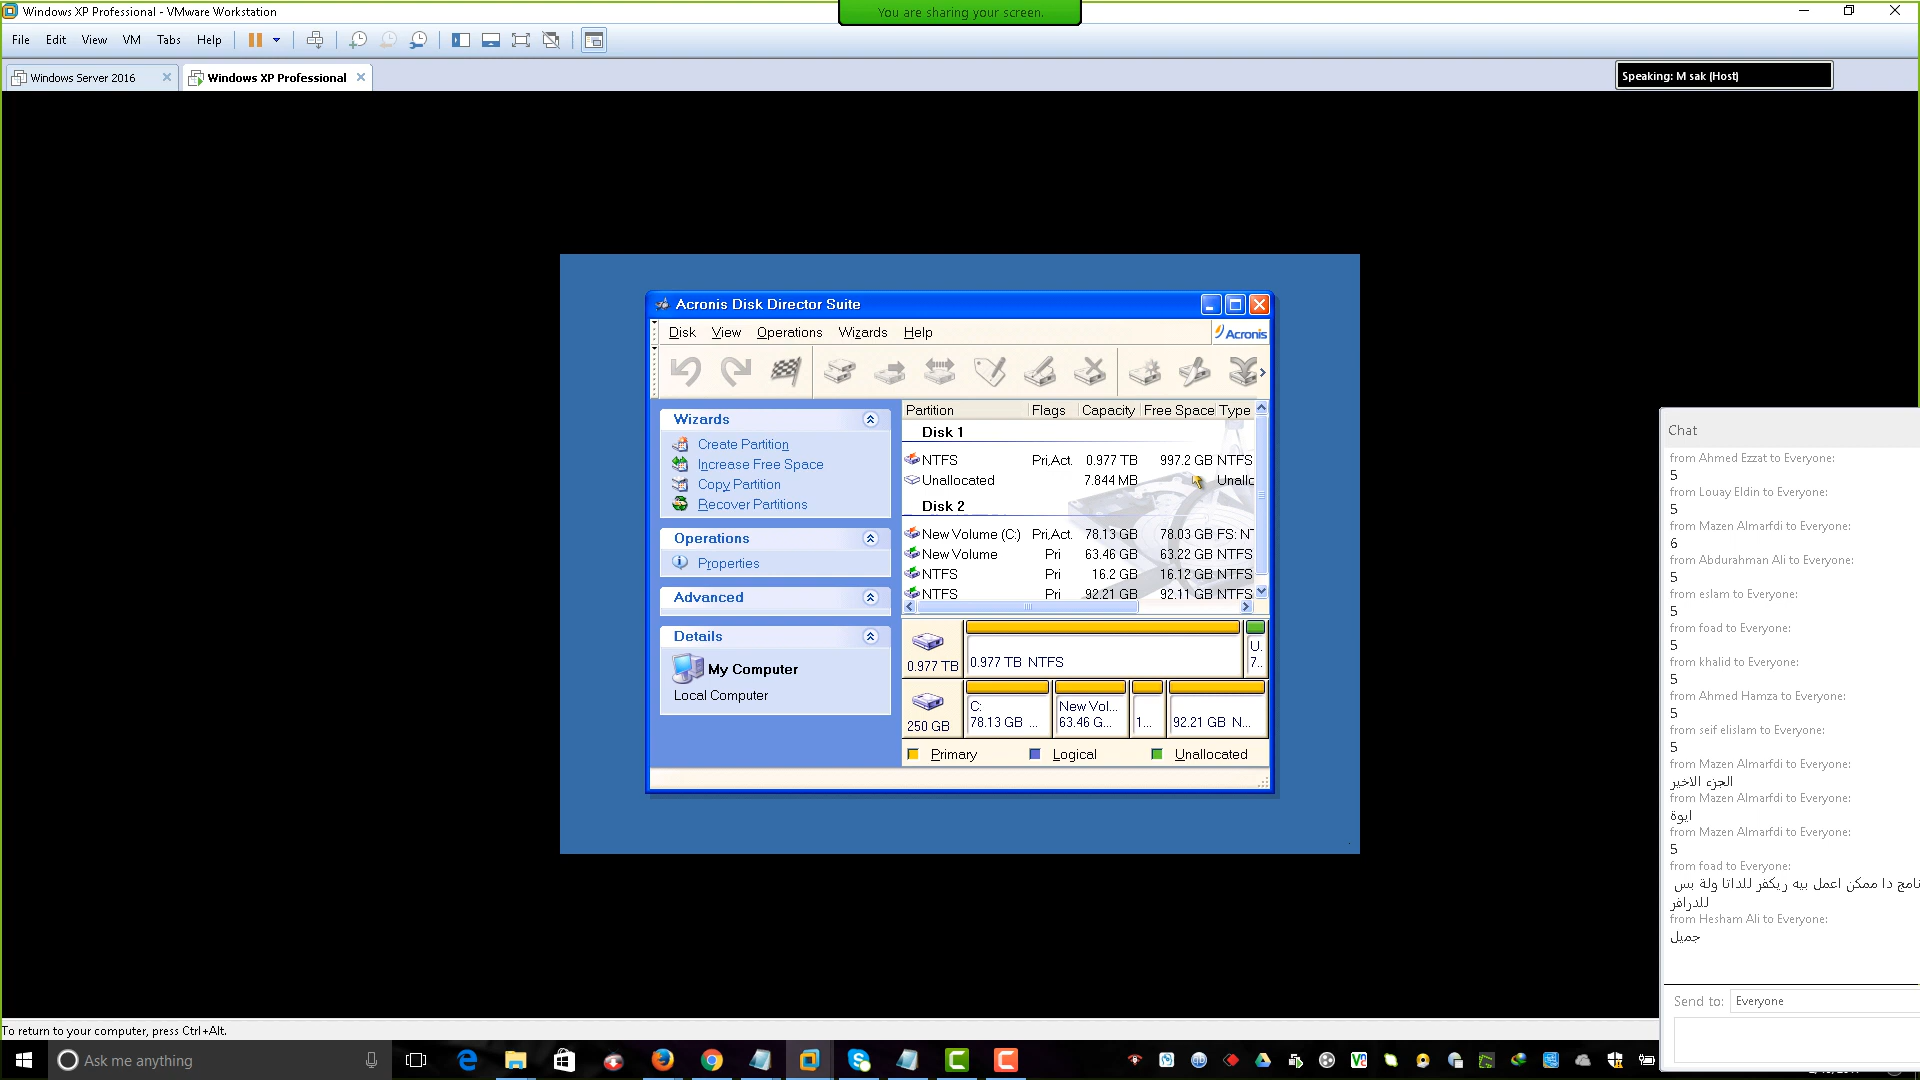 Windows XP Professional - VMware Workstation
You are sharing your screen.
File Edit View VM Tabs Help
Windows Server 2016
Windows XP Professional
Speaking: M sak (Host)
Acronis Disk Director Suite
Disk View Operations Wizards Help
Acronis
Wizards
Create Partition
Increase Free Space
Copy Partition
Recover Partitions
Operations
Properties
Advanced
Details
My Computer
Local Computer
Partition Flags Capacity Free Space Type
Disk 1
NTFS Pri,Act. 0.977 TB 997.2 GB NTFS
Unallocated 7.844 MB Unallc
Disk 2
New Volume (C:) Pri,Act. 78.13 GB 78.03 GB FS: N
New Volume Pri 63.46 GB 63.22 GB NTFS
NTFS Pri 16.2 GB 16.12 GB NTFS
NTFS Pri 92.21 GB 92.11 GB NTFS
0.977 TB
0.977 TB NTFS
U.
7..
250 GB
C:
78.13 GB ...
New Vol...
63.46 G...
1...
92.21 GB N...
Primary Logical Unallocated
Chat
from Ahmed Ezzat to Everyone:
5
from Louay Eldin to Everyone:
5
from Mazen Almarfdi to Everyone:
6
from Abdurahman Ali to Everyone:
5
from eslam to Everyone:
5
from foad to Everyone:
5
from khalid to Everyone:
5
from Ahmed Hamza to Everyone:
5
from seif elislam to Everyone:
5
from Mazen Almarfdi to Everyone:
الجزء الاخير
from Mazen Almarfdi to Everyone:
ايوة
from Mazen Almarfdi to Everyone:
5
from foad to Everyone:
نامج دا ممكن اعمل بيه ريكفر للداتا ولة بس
للدرافر
from Hesham Ali to Everyone:
جميل
Send to: Everyone
To return to your computer, press Ctrl+Alt.
Ask me anything